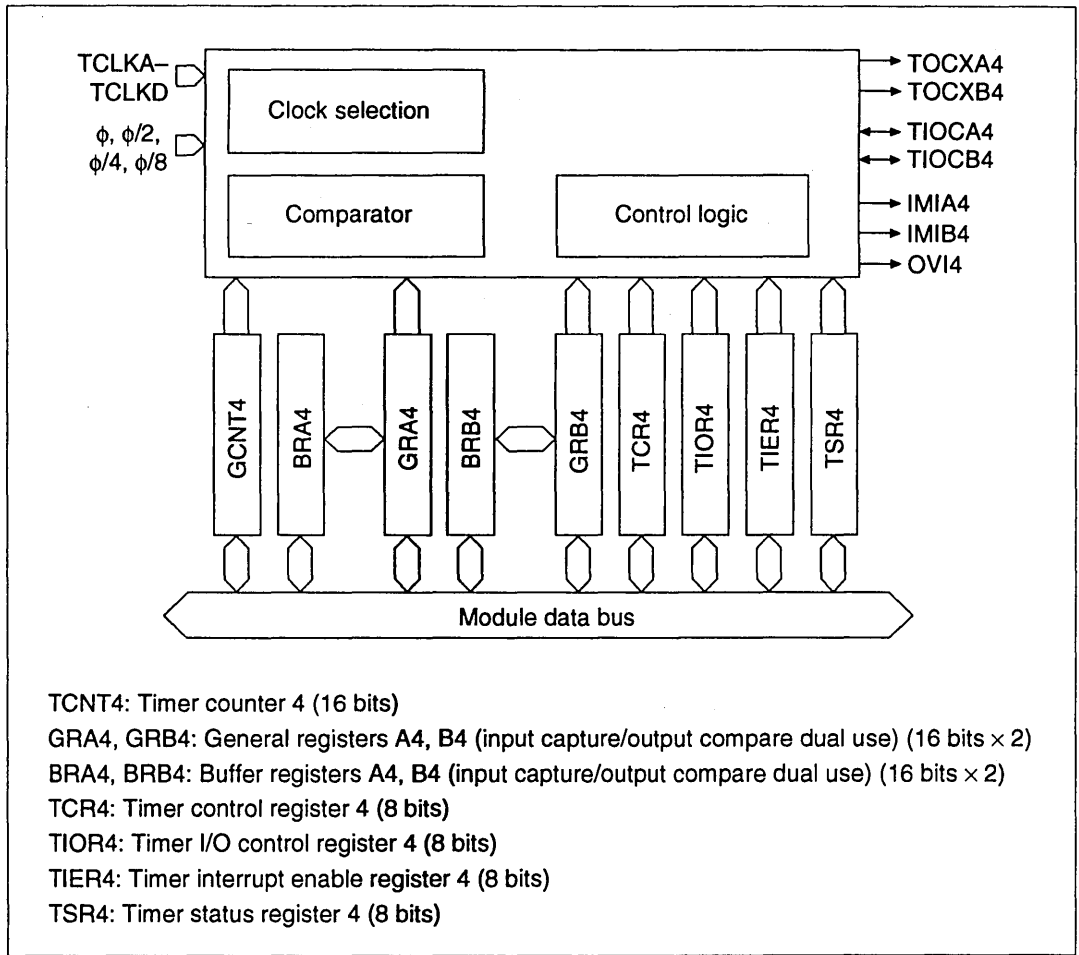 TCLKA–
TCLKD
ϕ, ϕ/2,
ϕ/4, ϕ/8
Clock selection
Comparator
Control logic
TOCXA4
TOCXB4
TIOCA4
TIOCB4
IMIA4
IMIB4
OVI4
GCNT4
BRA4
GRA4
BRB4
GRB4
TCR4
TIOR4
TIER4
TSR4
Module data bus
TCNT4: Timer counter 4 (16 bits)
GRA4, GRB4: General registers A4, B4 (input capture/output compare dual use) (16 bits × 2)
BRA4, BRB4: Buffer registers A4, B4 (input capture/output compare dual use) (16 bits × 2)
TCR4: Timer control register 4 (8 bits)
TIOR4: Timer I/O control register 4 (8 bits)
TIER4: Timer interrupt enable register 4 (8 bits)
TSR4: Timer status register 4 (8 bits)